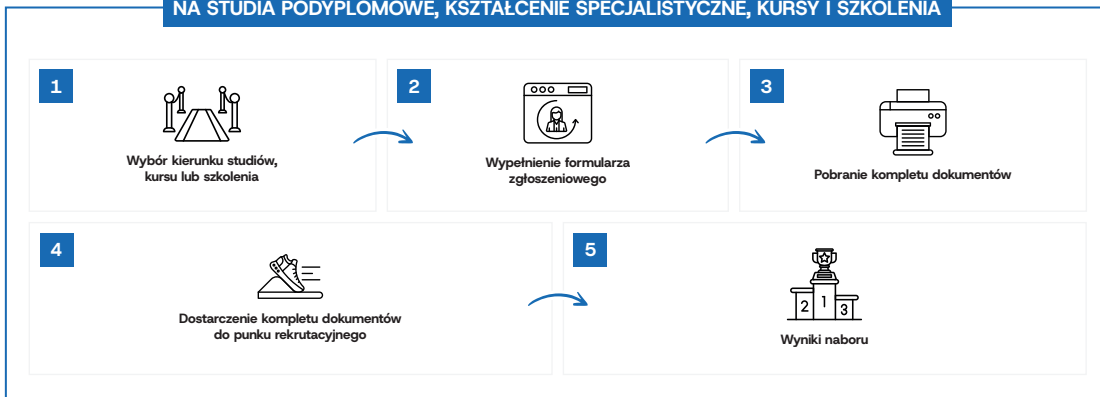 NA STUDIA PODYPLOMOWE, KSZTAŁCENIE SPECJALISTYCZNE, KURSY I SZKOLENIA
1
Wybór kierunku studiów,
kursu lub szkolenia
2
Wypełnienie formularza
zgłoszeniowego
3
Pobranie kompletu dokumentów
4
Dostarczenie kompletu dokumentów
do punktu rekrutacyjnego
5
2 1 3
Wyniki naboru